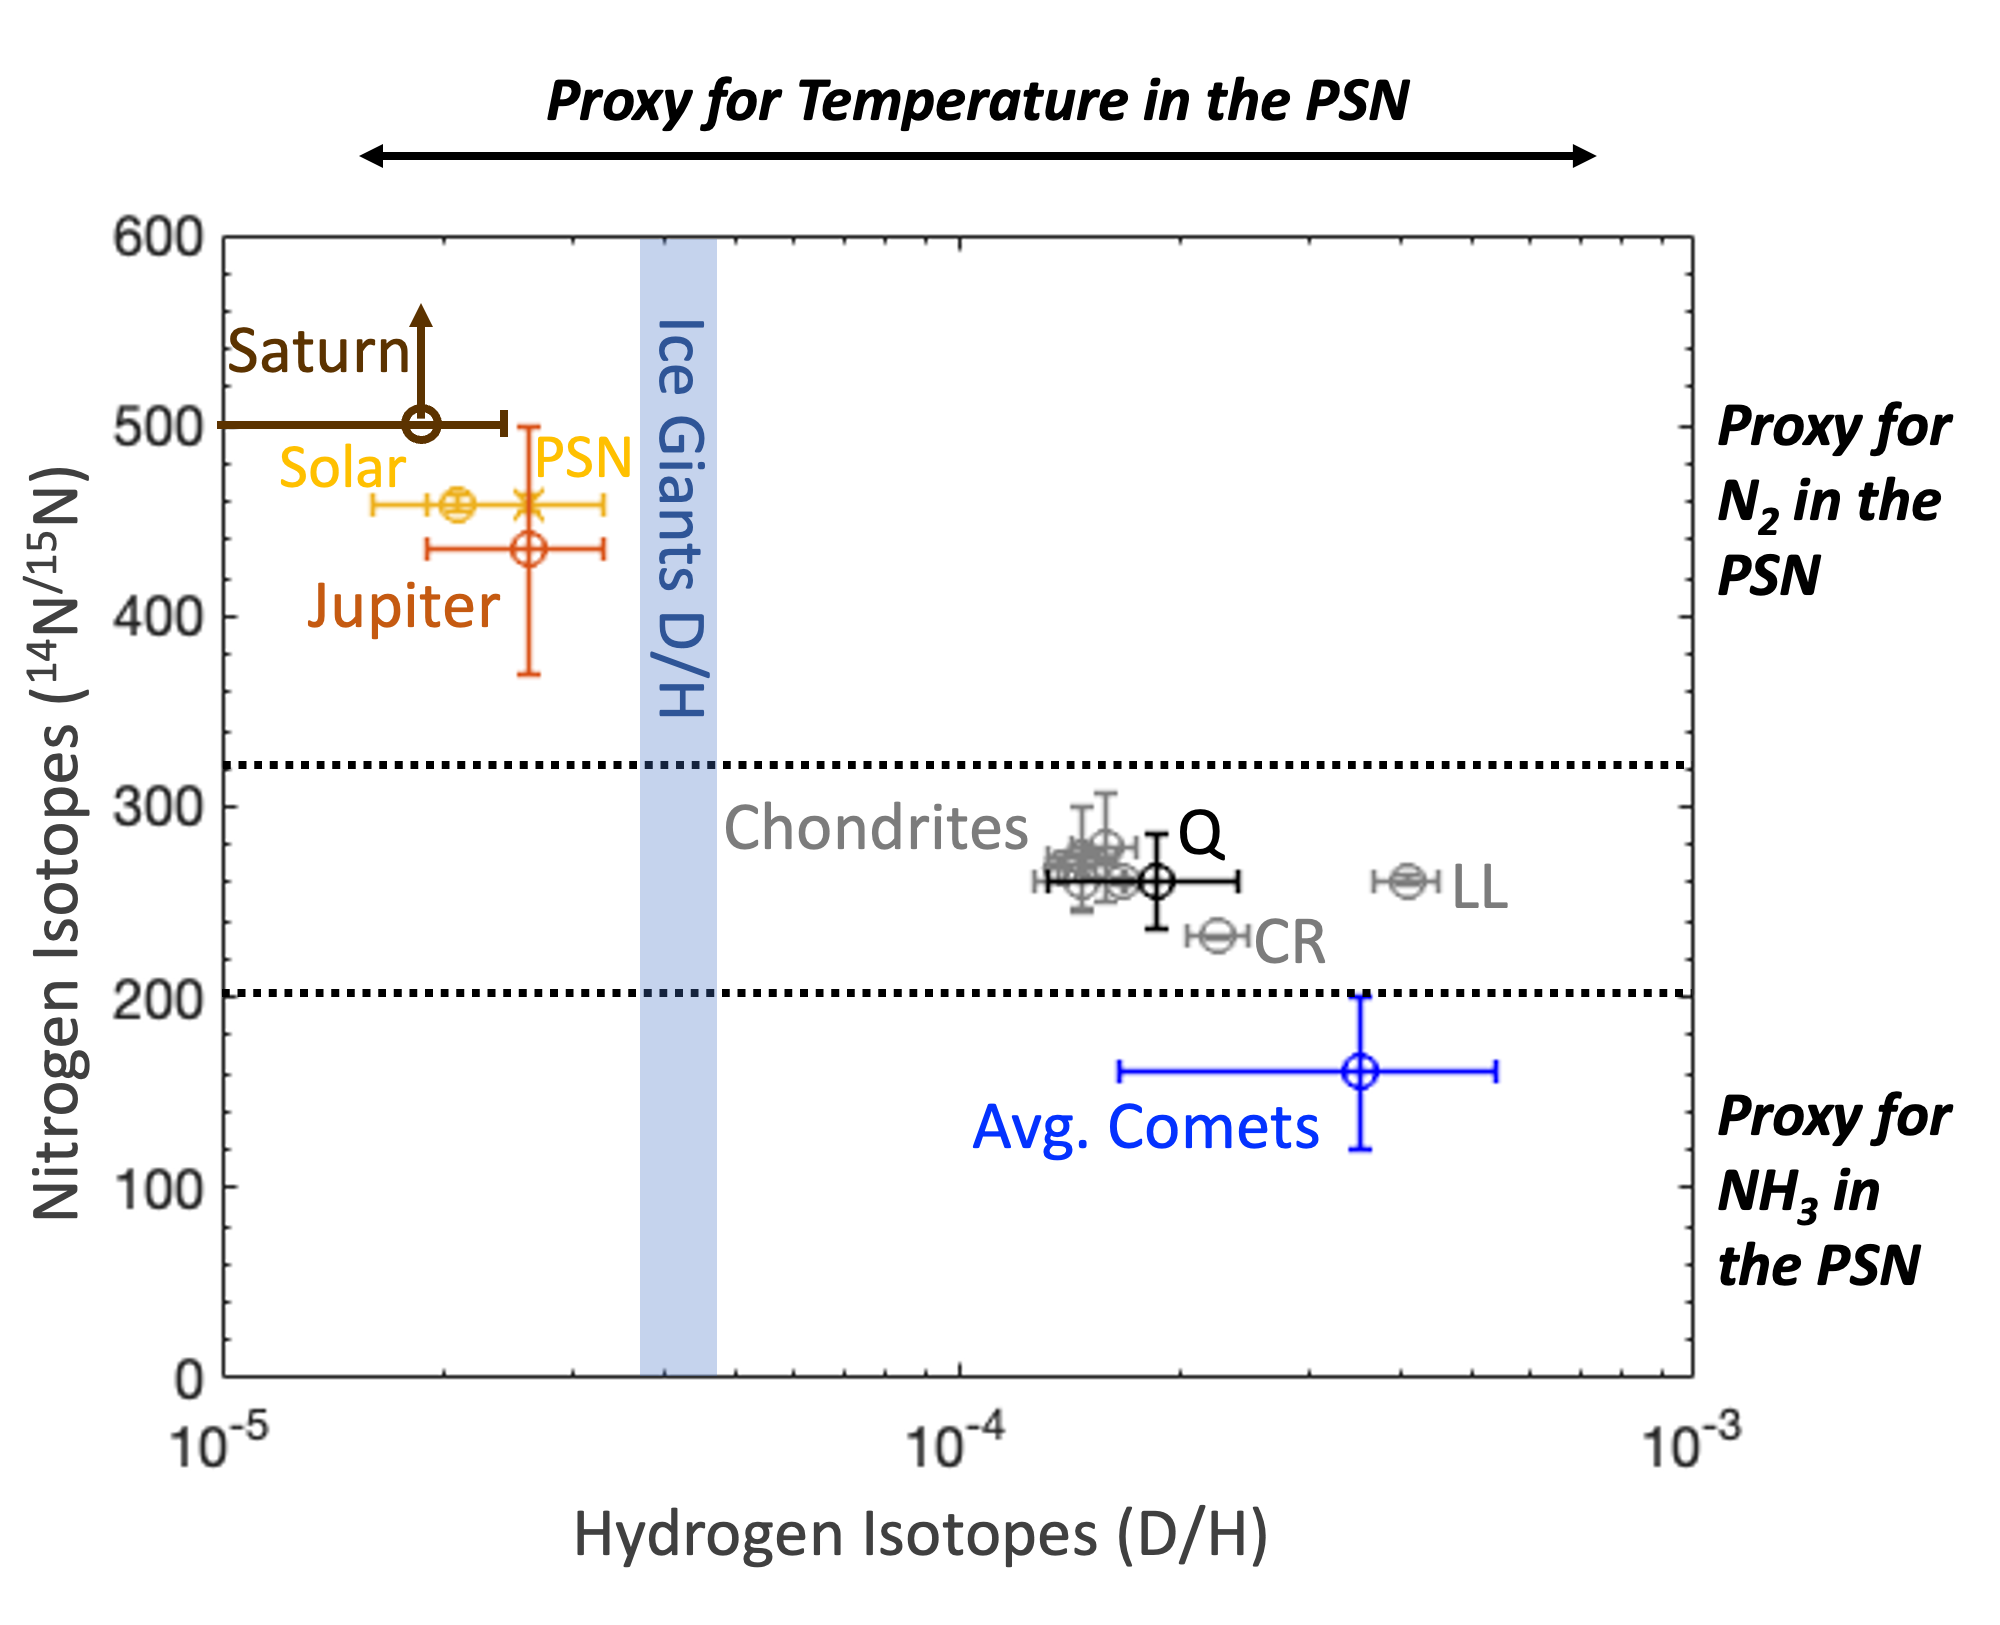 Proxy for Temperature in the PSN
600
500
400
300
200
100
0
Nitrogen Isotopes (¹⁴N/¹⁵N)
Saturn
Solar
PSN
Jupiter
Ice Giants D/H
Chondrites
Q
LL
CR
Avg. Comets
Proxy for
N₂ in the
PSN
Proxy for
NH₃ in
the PSN
10⁻⁵
10⁻⁴
10⁻³
Hydrogen Isotopes (D/H)